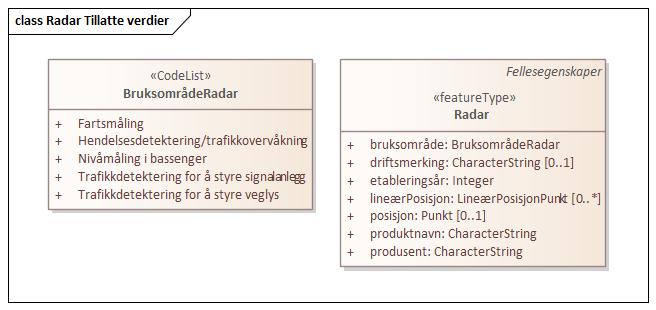 class Radar Tillatte verdier
«CodeList»
BruksområdeRadar
+ Fartsmåling
+ Hendelsesdetektering/trafikkovervåkning
+ Nivåmåling i bassenger
+ Trafikkdetektering for å styre signalanlegg
+ Trafikkdetektering for å styre veglys
Fellesegenskaper
«featureType»
Radar
+ bruksområde: BruksområdeRadar
+ driftsmerking: CharacterString [0..1]
+ etableringsår: Integer
+ lineærPosisjon: LineærPosisjonPunkt [0..*]
+ posisjon: Punkt [0..1]
+ produktnavn: CharacterString
+ produsent: CharacterString